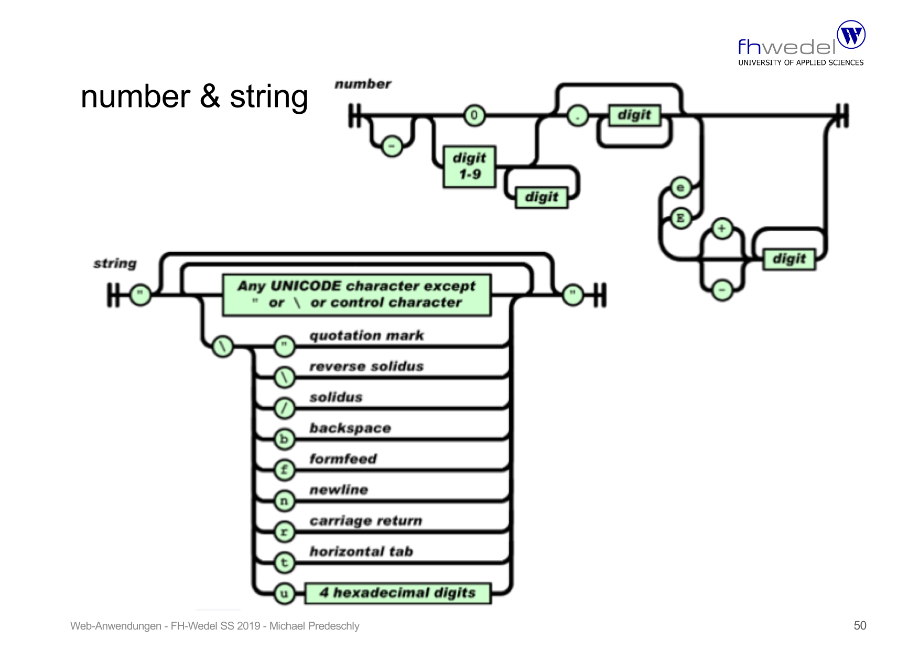 fhwedel W
UNIVERSITY OF APPLIED SCIENCES
number & string
number
0
.
digit
-
digit
1-9
digit
e
E
+
digit
-
string
"
Any UNICODE character except
" or \ or control character
"
\
" quotation mark
\ reverse solidus
/ solidus
b backspace
f formfeed
n newline
r carriage return
t horizontal tab
u 4 hexadecimal digits
Web-Anwendungen - FH-Wedel SS 2019 - Michael Predeschly
50